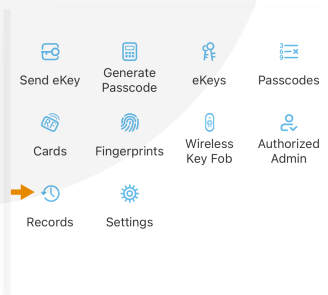 Send eKey
Generate
Passcode
eKeys
Passcodes
Cards
Fingerprints
Wireless
Key Fob
Authorized
Admin
Records
Settings